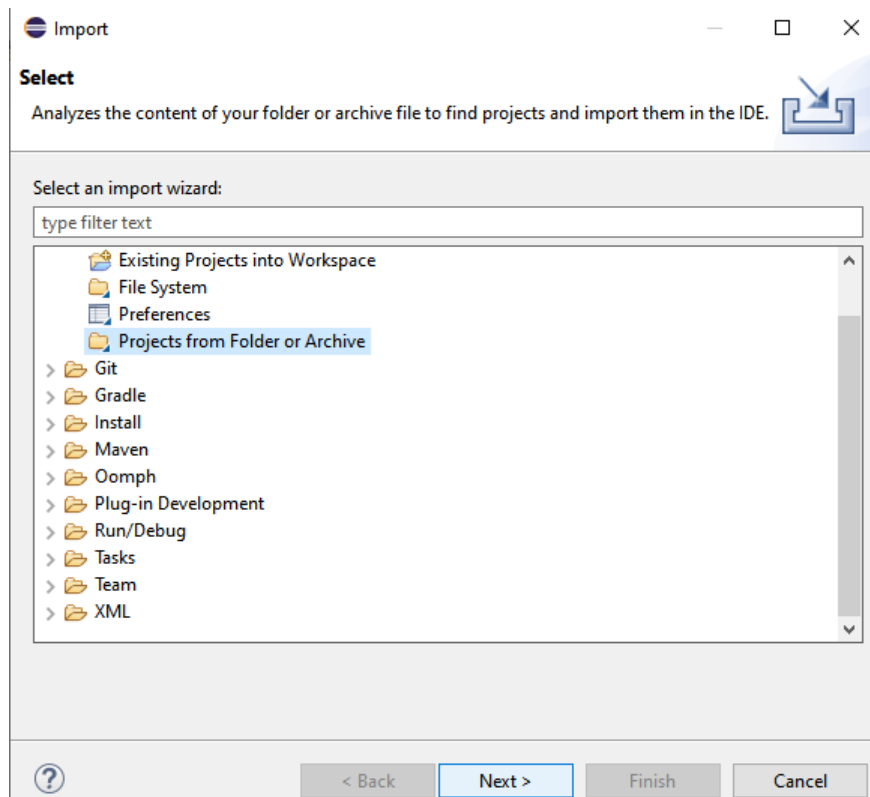 Import
Select
Analyzes the content of your folder or archive file to find projects and import them in the IDE.
Select an import wizard:
type filter text
Existing Projects into Workspace
File System
Preferences
Projects from Folder or Archive
Git
Gradle
Install
Maven
Oomph
Plug-in Development
Run/Debug
Tasks
Team
XML
? < Back Next > Finish Cancel